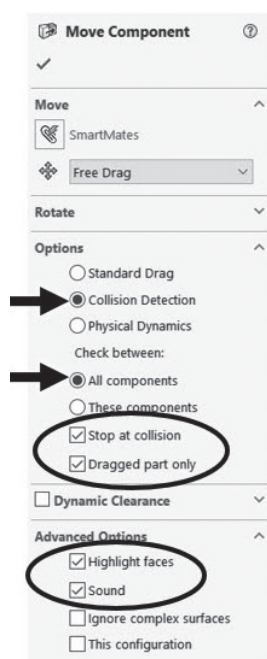 Move Component
Move
SmartMates
Free Drag
Rotate
Options
Standard Drag
Collision Detection
Physical Dynamics
Check between:
All components
These components
Stop at collision
Dragged part only
Dynamic Clearance
Advanced Options
Highlight faces
Sound
Ignore complex surfaces
This configuration